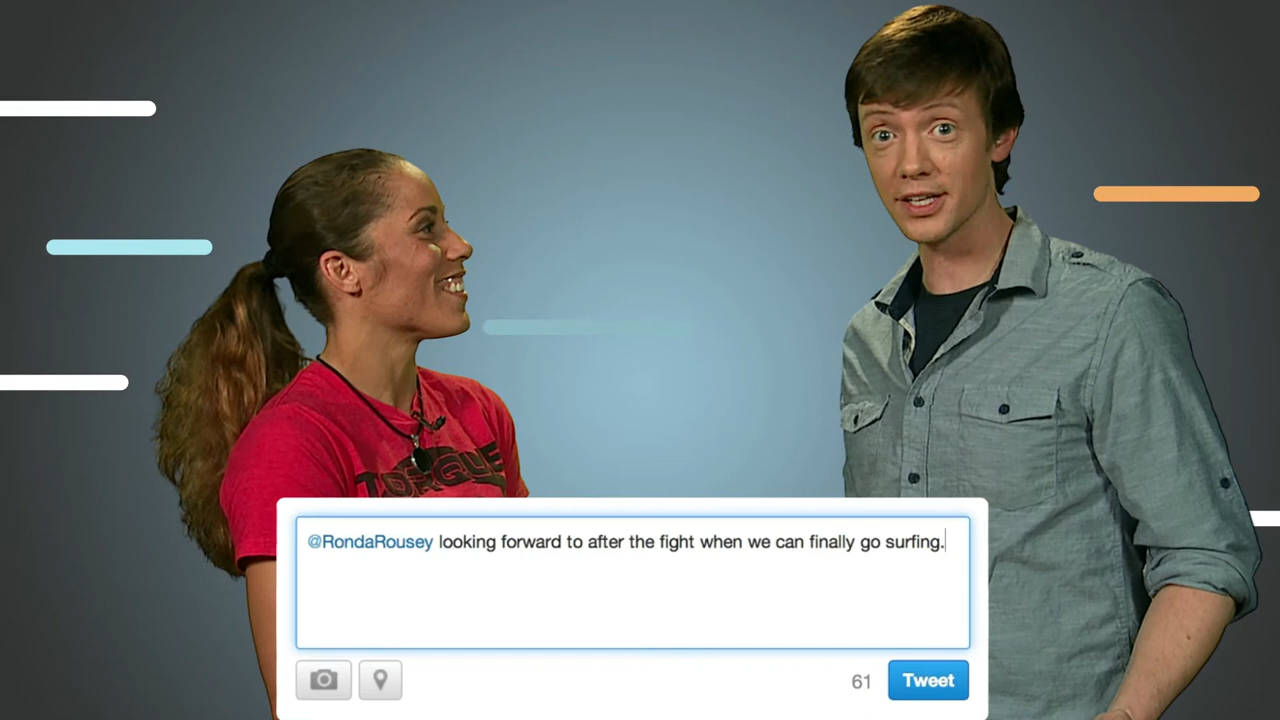 TORQUE
@RondaRousey looking forward to after the fight when we can finally go surfing.
61 Tweet